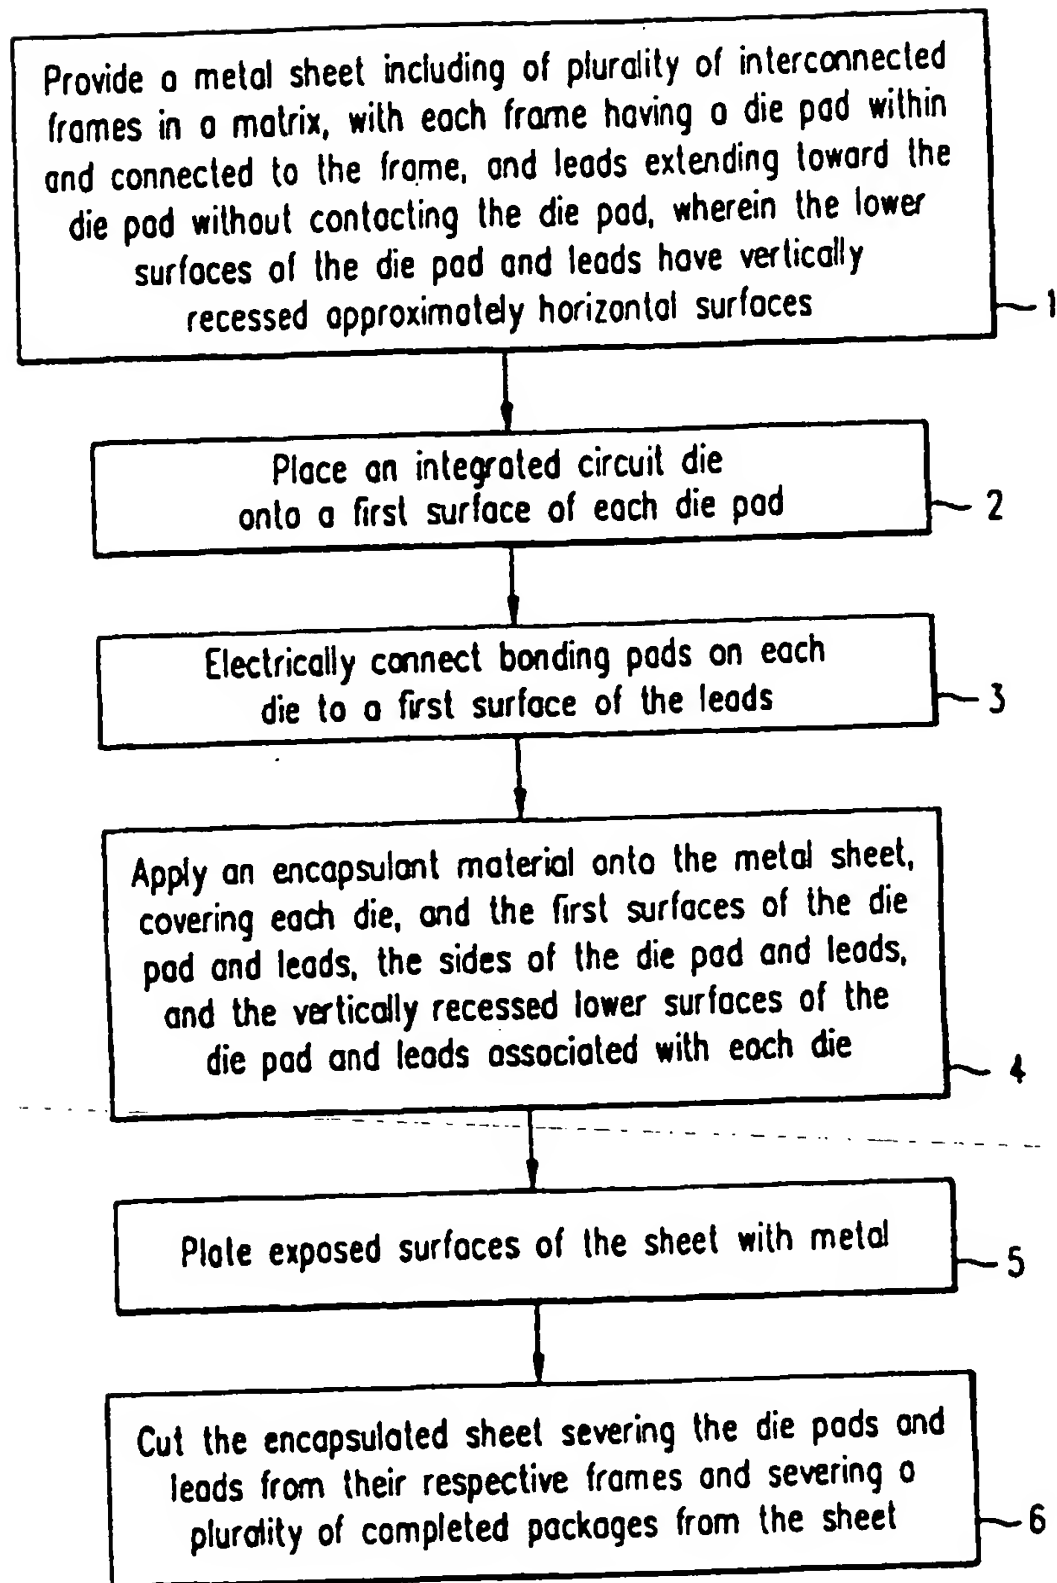 Provide a metal sheet including of plurality of interconnected
frames in a matrix, with each frame having a die pad within
and connected to the frame, and leads extending toward the
die pad without contacting the die pad, wherein the lower
surfaces of the die pad and leads have vertically
recessed approximately horizontal surfaces
1
Place an integrated circuit die
onto a first surface of each die pad
2
Electrically connect bonding pads on each
die to a first surface of the leads
3
Apply an encapsulant material onto the metal sheet,
covering each die, and the first surfaces of the die
pad and leads, the sides of the die pad and leads,
and the vertically recessed lower surfaces of the
die pad and leads associated with each die
4
Plate exposed surfaces of the sheet with metal
5
Cut the encapsulated sheet severing the die pads and
leads from their respective frames and severing a
plurality of completed packages from the sheet
6